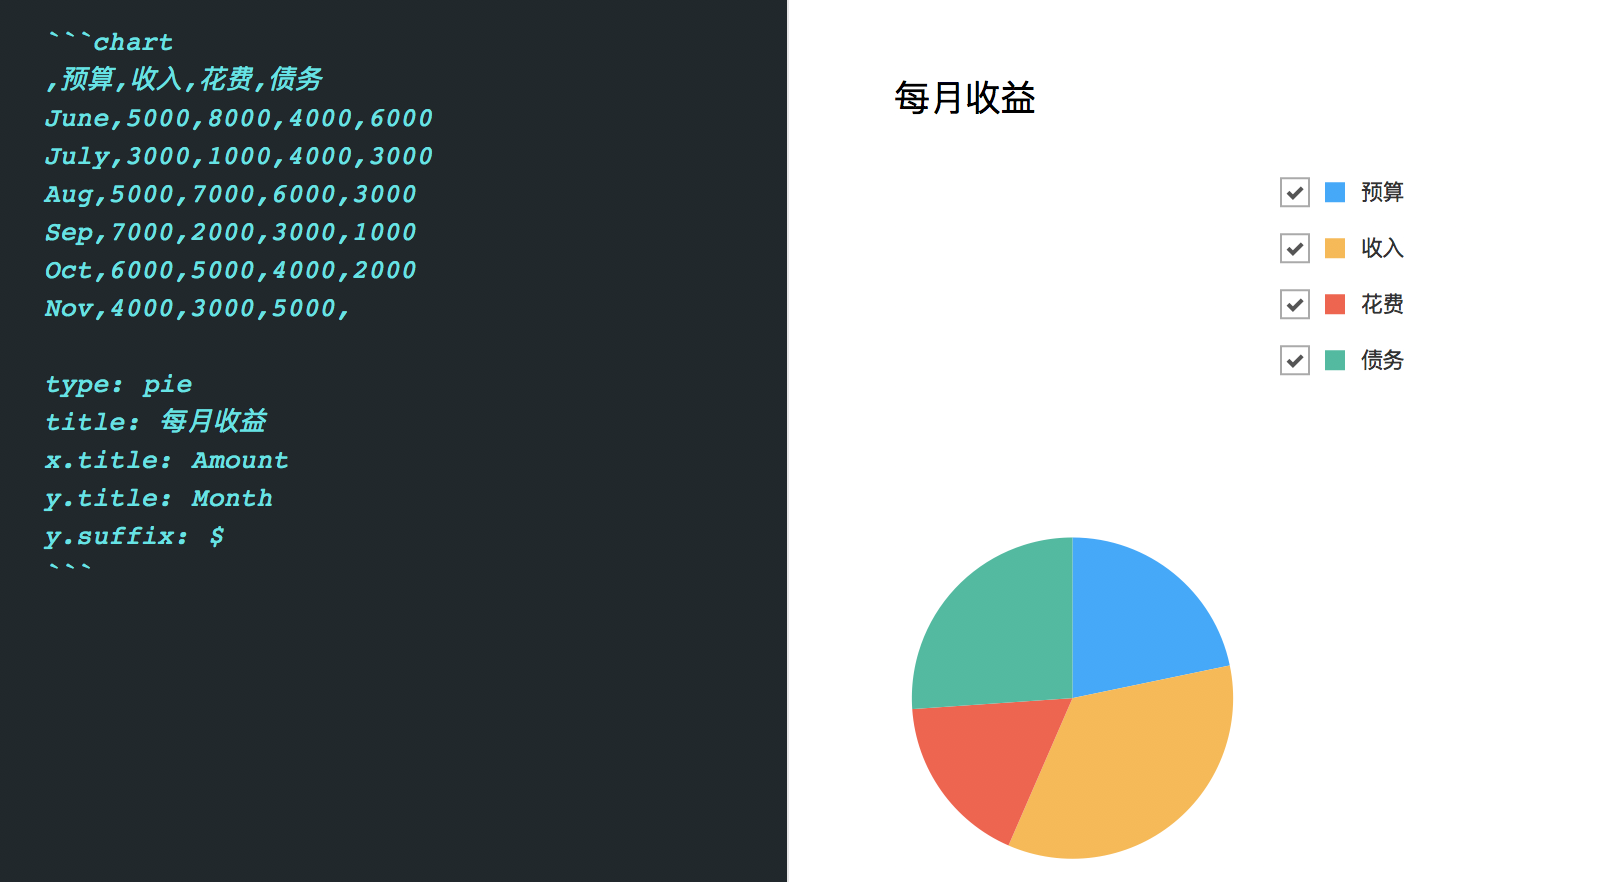 ```chart
,预算,收入,花费,债务
June,5000,8000,4000,6000
July,3000,1000,4000,3000
Aug,5000,7000,6000,3000
Sep,7000,2000,3000,1000
Oct,6000,5000,4000,2000
Nov,4000,3000,5000,
type: pie
title: 每月收益
x.title: Amount
y.title: Month
y.suffix: $
```
每月收益
预算
收入
花费
债务